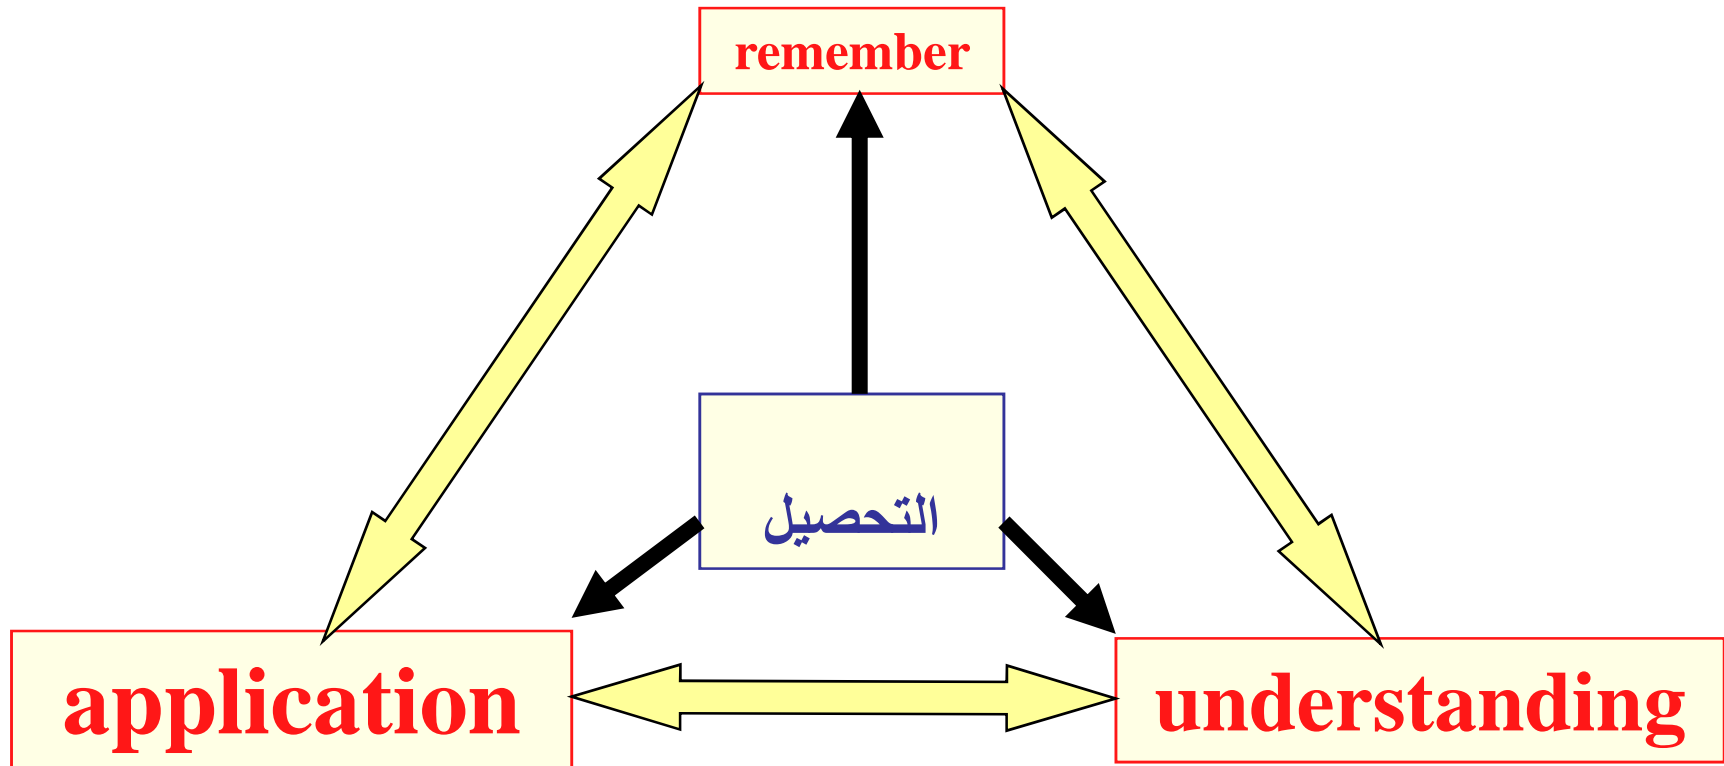 remember
التحصيل
application
understanding